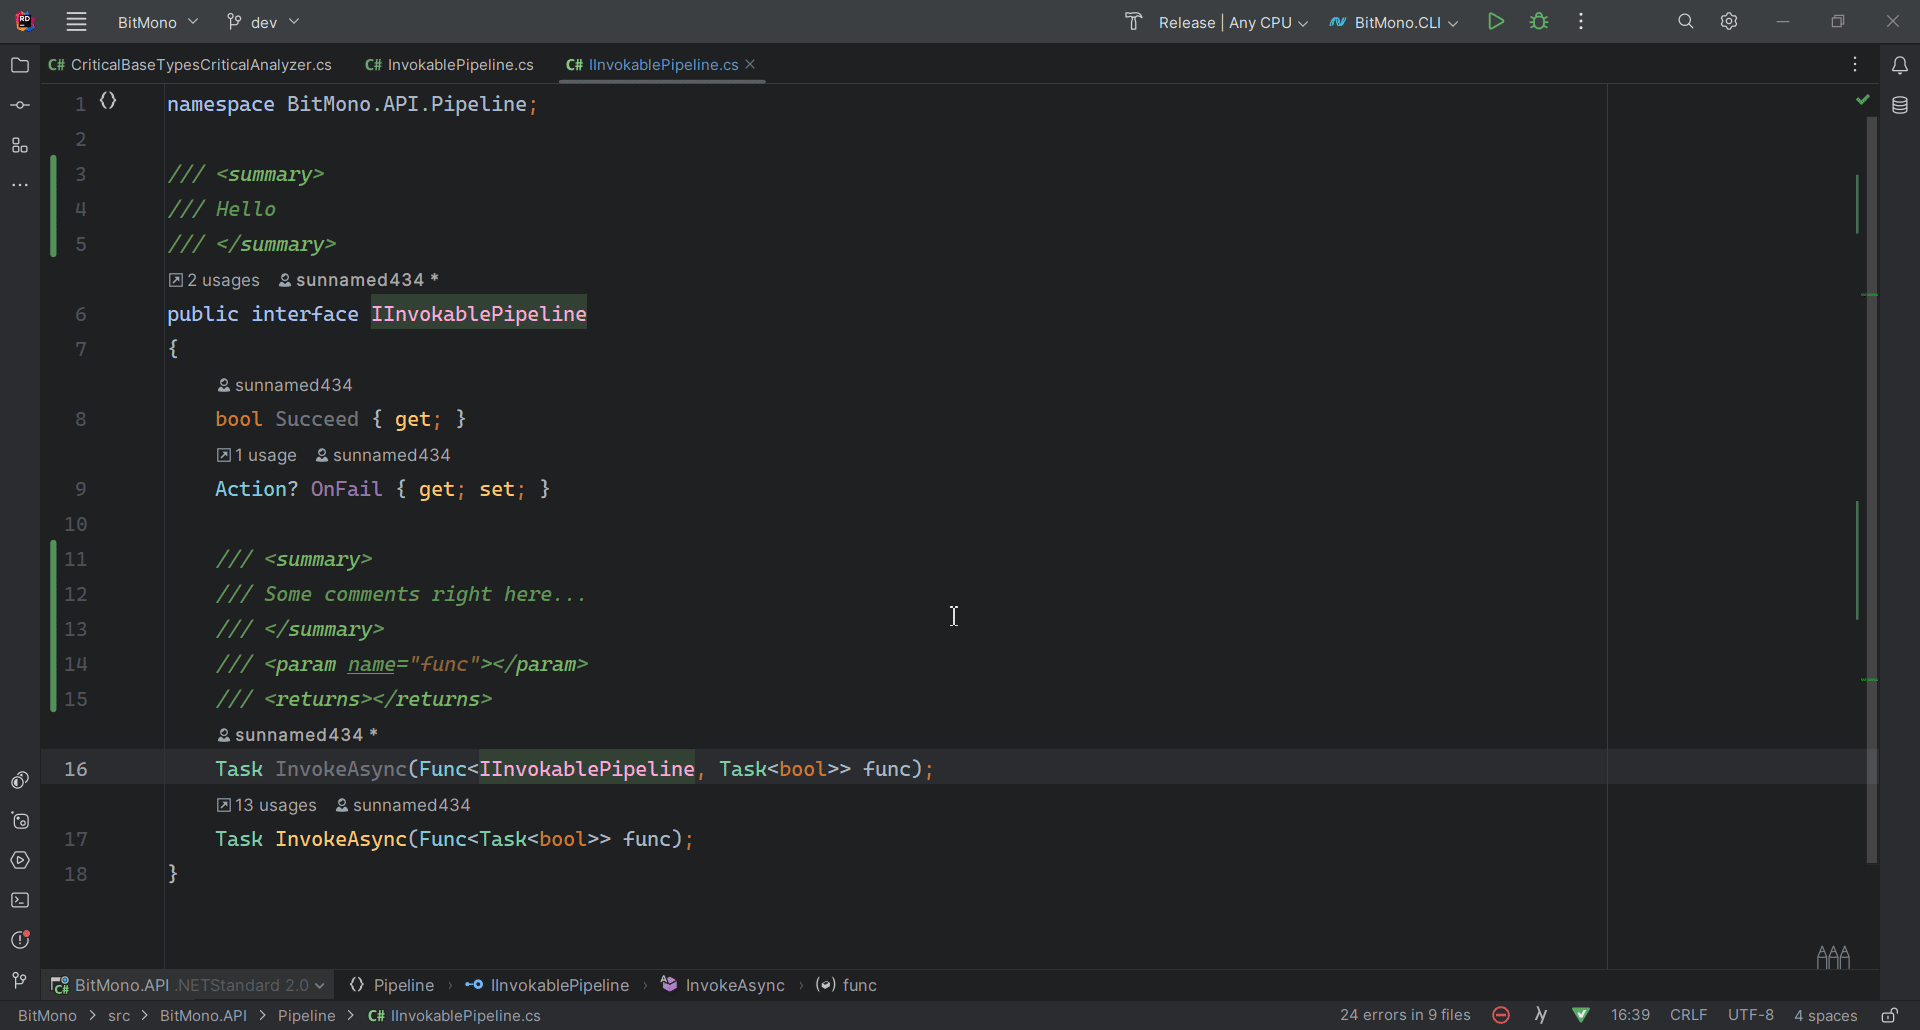 RD BitMono dev Release | Any CPU BitMono.CLI
C# CriticalBaseTypesCriticalAnalyzer.cs C# InvokablePipeline.cs C# IInvokablePipeline.cs
1 namespace BitMono.API.Pipeline;
2
3 /// <summary>
4 /// Hello
5 /// </summary>
2 usages sunnamed434 *
6 public interface IInvokablePipeline
7 {
sunnamed434
8 bool Succeed { get; }
1 usage sunnamed434
9 Action? OnFail { get; set; }
10
11 /// <summary>
12 /// Some comments right here...
13 /// </summary>
14 /// <param name="func"></param>
15 /// <returns></returns>
sunnamed434 *
16 Task InvokeAsync(Func<IInvokablePipeline, Task<bool>> func);
13 usages sunnamed434
17 Task InvokeAsync(Func<Task<bool>> func);
18 }
C# BitMono.API .NETStandard 2.0 Pipeline IInvokablePipeline InvokeAsync func
BitMono > src > BitMono.API > Pipeline > C# IInvokablePipeline.cs 24 errors in 9 files 16:39 CRLF UTF-8 4 spaces